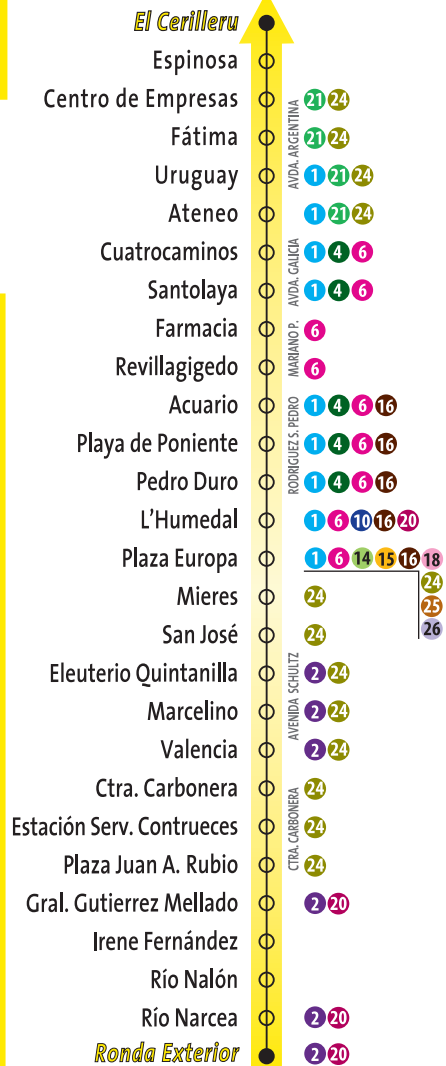 El Cerilleru
Espinosa
Centro de Empresas 21 24
Fátima 21 24
Uruguay 1 21 24
Ateneo 1 21 24
AVDA. ARGENTINA
Cuatrocaminos 1 4 6
Santolaya 1 4 6
AVDA. GALICIA
Farmacia 6
Revillagigedo 6
MARIANO P.
Acuario 1 4 6 16
Playa de Poniente 1 4 6 16
Pedro Duro 1 4 6 16
RODRIGUEZ S. PEDRO
L'Humedal 1 6 10 16 20
Plaza Europa 1 6 14 15 16 18
24
25
26
Mieres 24
San José 24
Eleuterio Quintanilla 2 24
Marcelino 2 24
Valencia 2 24
AVENIDA SCHULTZ
Ctra. Carbonera 24
Estación Serv. Contrueces 24
Plaza Juan A. Rubio 24
CTRA. CARBONERA
Gral. Gutierrez Mellado 2 20
Irene Fernández
Río Nalón
Río Narcea 2 20
Ronda Exterior 2 20